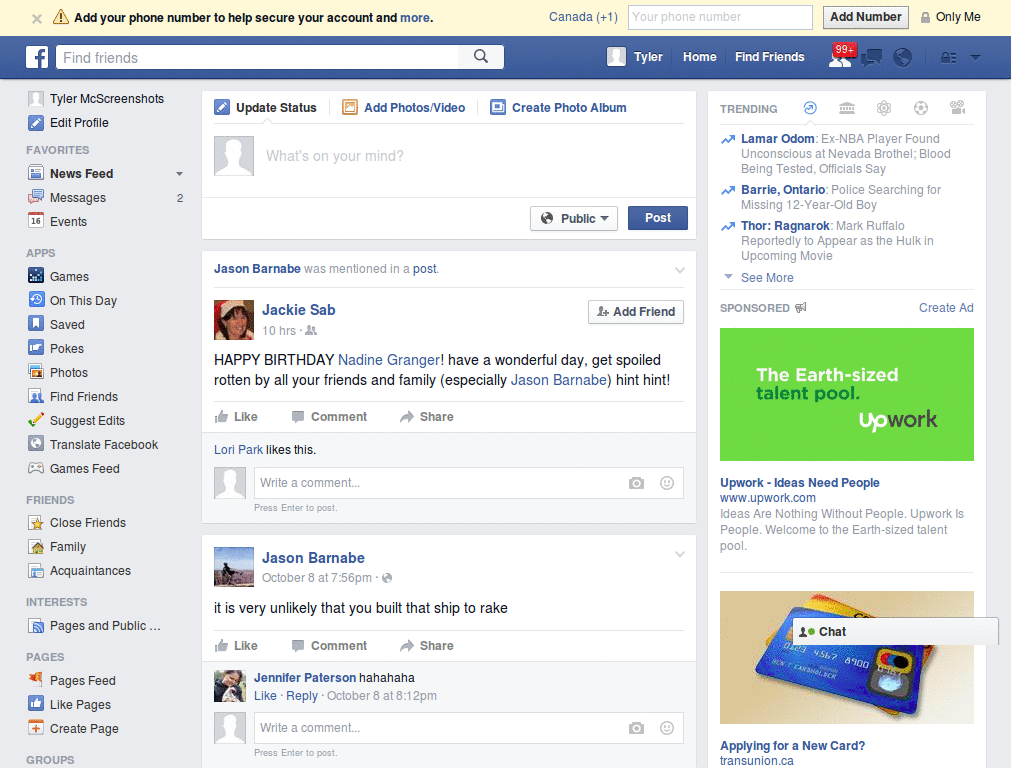 Add your phone number to help secure your account and more.
Canada (+1)
Your phone number
Add Number
Only Me
Find friends
Tyler
Home
Find Friends
99+
Tyler McScreenshots
Edit Profile
FAVORITES
News Feed
Messages 2
16 Events
APPS
Games
On This Day
Saved
Pokes
Photos
Find Friends
Suggest Edits
Translate Facebook
Games Feed
FRIENDS
Close Friends
Family
Acquaintances
INTERESTS
Pages and Public ...
PAGES
Pages Feed
Like Pages
Create Page
GROUPS
Update Status
Add Photos/Video
Create Photo Album
What's on your mind?
Public
Post
Jason Barnabe was mentioned in a post.
Jackie Sab
10 hrs ·
Add Friend
HAPPY BIRTHDAY Nadine Granger! have a wonderful day, get spoiled
rotten by all your friends and family (especially Jason Barnabe) hint hint!
Like Comment Share
Lori Park likes this.
Write a comment...
Press Enter to post.
Jason Barnabe
October 8 at 7:56pm ·
it is very unlikely that you built that ship to rake
Like Comment Share
Jennifer Paterson hahahaha
Like · Reply · October 8 at 8:12pm
Write a comment...
Press Enter to post.
TRENDING
Lamar Odom: Ex-NBA Player Found
Unconscious at Nevada Brothel; Blood
Being Tested, Officials Say
Barrie, Ontario: Police Searching for
Missing 12-Year-Old Boy
Thor: Ragnarok: Mark Ruffalo
Reportedly to Appear as the Hulk in
Upcoming Movie
See More
SPONSORED
Create Ad
The Earth-sized
talent pool.
Upwork
Upwork - Ideas Need People
www.upwork.com
Ideas Are Nothing Without People. Upwork Is
People. Welcome to the Earth-sized talent
pool.
Chat
4567 8900
CARDHOLDER
Applying for a New Card?
transunion.ca